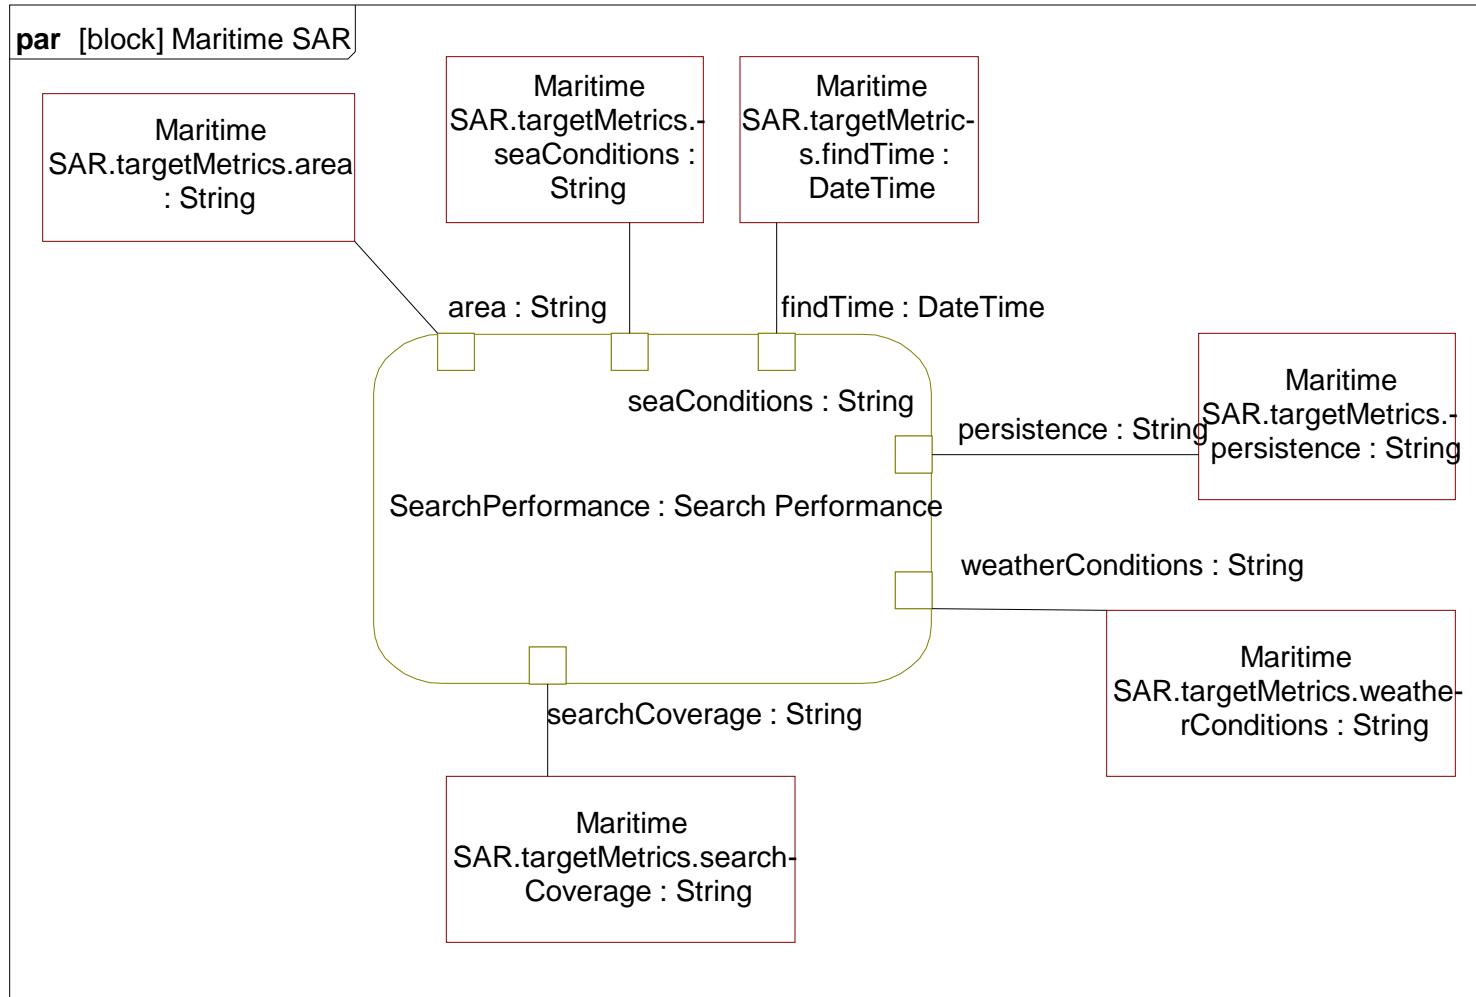 par [block] Maritime SAR
Maritime
SAR.targetMetrics.area
: String
Maritime
SAR.targetMetrics.-
seaConditions :
String
Maritime
SAR.targetMetric-
s.findTime :
DateTime
area : String
findTime : DateTime
seaConditions : String
persistence : String
Maritime
SAR.targetMetrics.-
persistence : String
SearchPerformance : Search Performance
weatherConditions : String
Maritime
SAR.targetMetrics.weathe-
rConditions : String
searchCoverage : String
Maritime
SAR.targetMetrics.search-
Coverage : String